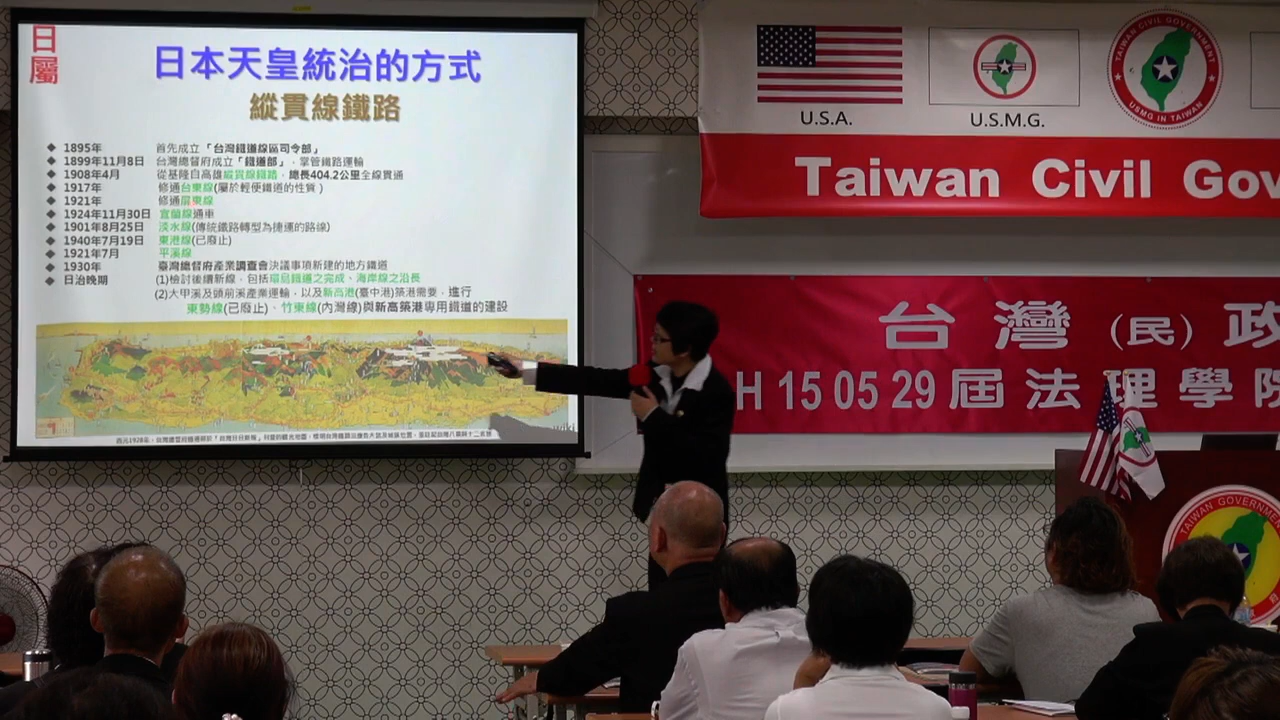 日屬
日本天皇統治的方式
縱貫線鐵路
◆ 1895年 首先成立「台灣鐵道線區司令部」
◆ 1899年11月8日 台灣總督府成立「鐵道部」，掌管鐵路運輸
◆ 1908年4月 從基隆自高雄縱貫線鐵路，總長404.2公里全線貫通
◆ 1917年 修通台東線(屬於輕便鐵道的性質)
◆ 1921年 修通屏東線
◆ 1924年11月30日 宜蘭線通車
◆ 1901年8月25日 淡水線(傳統鐵路轉型為捷運的路線)
◆ 1940年7月19日 東港線(已廢止)
◆ 1921年7月 平溪線
◆ 1930年 臺灣總督府產業調查會決議事項新建的地方鐵道
◆ 日治晚期 (1)檢討後續新線，包括環島鐵道之完成、海岸線之沿長
(2)大甲溪及頭前溪產業運輸，以及新高港(臺中港)築港需要，進行
東勢線(已廢止)、竹東線(內灣線)與新高築港專用鐵道的建設
U.S.A.
U.S.M.G.
TAIWAN CIVIL GOVERNMENT
USMG IN TAIWAN
Taiwan Civil Gov
台灣(民)政
H 15 05 29 屆法理學院
TAIWAN GOVERNMENT